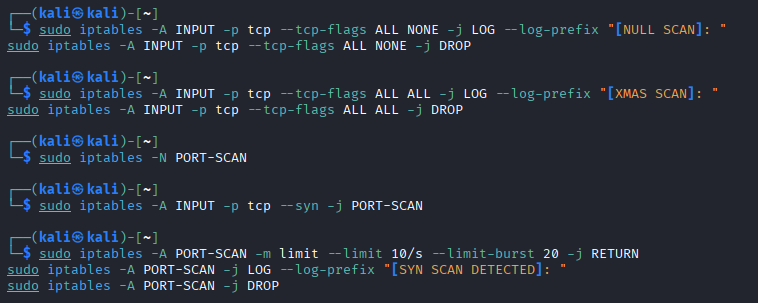 ┌──(kali㉿kali)-[~]
└─$ sudo iptables -A INPUT -p tcp --tcp-flags ALL NONE -j LOG --log-prefix "[NULL SCAN]: "
sudo iptables -A INPUT -p tcp --tcp-flags ALL NONE -j DROP
┌──(kali㉿kali)-[~]
└─$ sudo iptables -A INPUT -p tcp --tcp-flags ALL ALL -j LOG --log-prefix "[XMAS SCAN]: "
sudo iptables -A INPUT -p tcp --tcp-flags ALL ALL -j DROP
┌──(kali㉿kali)-[~]
└─$ sudo iptables -N PORT-SCAN
┌──(kali㉿kali)-[~]
└─$ sudo iptables -A INPUT -p tcp --syn -j PORT-SCAN
┌──(kali㉿kali)-[~]
└─$ sudo iptables -A PORT-SCAN -m limit --limit 10/s --limit-burst 20 -j RETURN
sudo iptables -A PORT-SCAN -j LOG --log-prefix "[SYN SCAN DETECTED]: "
sudo iptables -A PORT-SCAN -j DROP